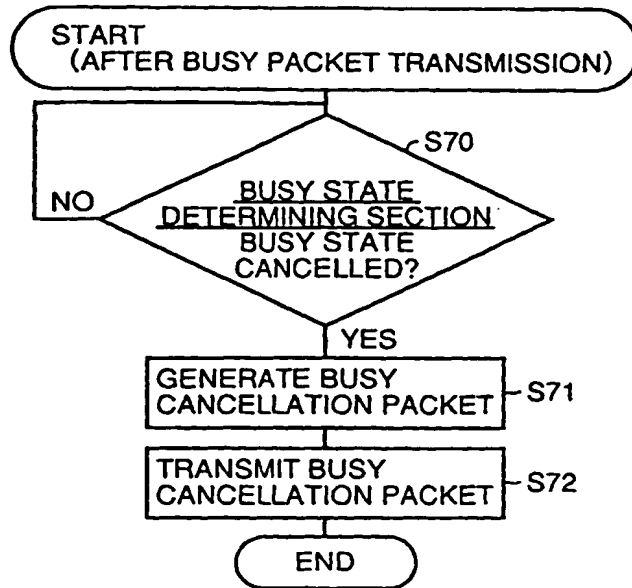 START
(AFTER BUSY PACKET TRANSMISSION)
S70
NO
BUSY STATE
DETERMINING SECTION
BUSY STATE
CANCELLED?
YES
GENERATE BUSY
CANCELLATION PACKET
S71
TRANSMIT BUSY
CANCELLATION PACKET
S72
END